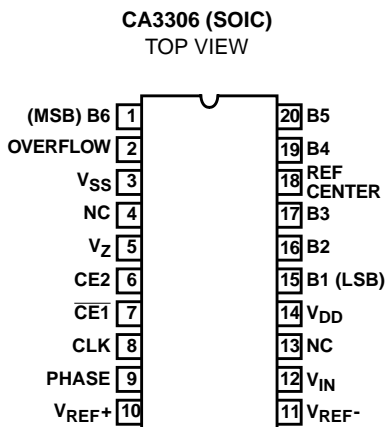 CA3306 (SOIC)
TOP VIEW
(MSB) B6 1
OVERFLOW 2
VSS 3
NC 4
VZ 5
CE2 6
CE1 7
CLK 8
PHASE 9
VREF+ 10
20 B5
19 B4
18 REF
CENTER
17 B3
16 B2
15 B1 (LSB)
14 VDD
13 NC
12 VIN
11 VREF-